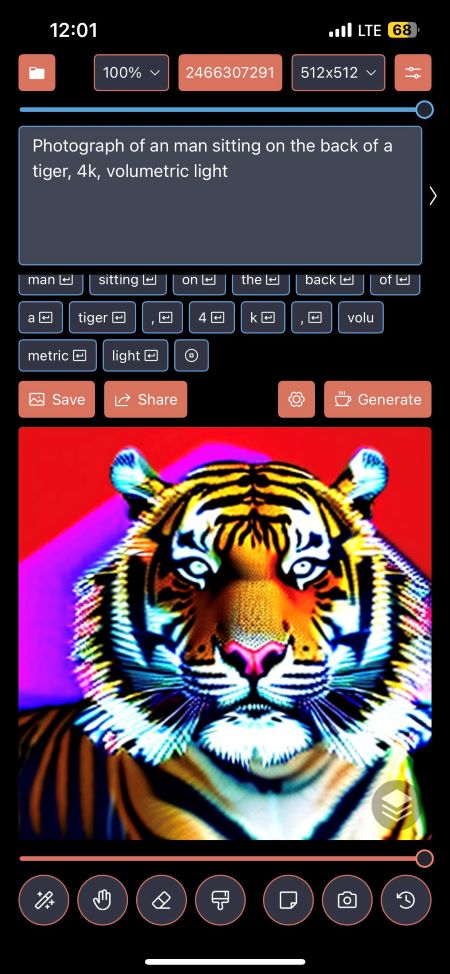 12:01 LTE 68
100% 2466307291 512x512
Photograph of an man sitting on the back of a
tiger, 4k, volumetric light
man sitting on the back of
a tiger , 4 k , volu
metric light
Save Share Generate